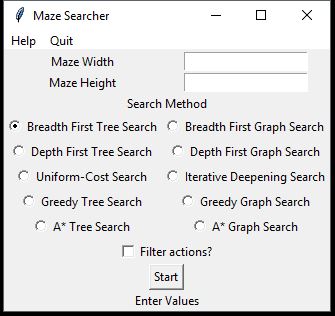 Maze Searcher
Help Quit
Maze Width
Maze Height
Search Method
Breadth First Tree Search Breadth First Graph Search
Depth First Tree Search Depth First Graph Search
Uniform-Cost Search Iterative Deepening Search
Greedy Tree Search Greedy Graph Search
A* Tree Search A* Graph Search
Filter actions?
Start
Enter Values